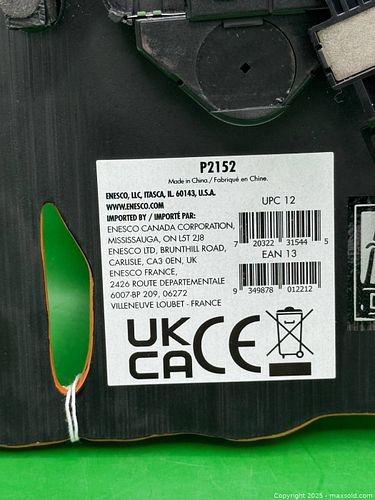 P2152
Made in China./ Fabriqué en Chine.
ENESCO, LLC, ITASCA, IL. 60143, U.S.A.
WWW.ENESCO.COM
IMPORTED BY / IMPORTÉ PAR:
ENESCO CANADA CORPORATION,
MISSISSAUGA, ON L5T 2J8
ENESCO LTD, BRUNTHILL ROAD,
CARLISLE, CA3 0EN, UK
ENESCO FRANCE,
2426 ROUTE DEPARTEMENTALE
6007-BP 209, 06272
VILLENEUVE LOUBET - FRANCE
UPC 12
7 20322 31544 5
EAN 13
9 349878 012212
UK
CA CE
Copyright 2025 - maxsold.com